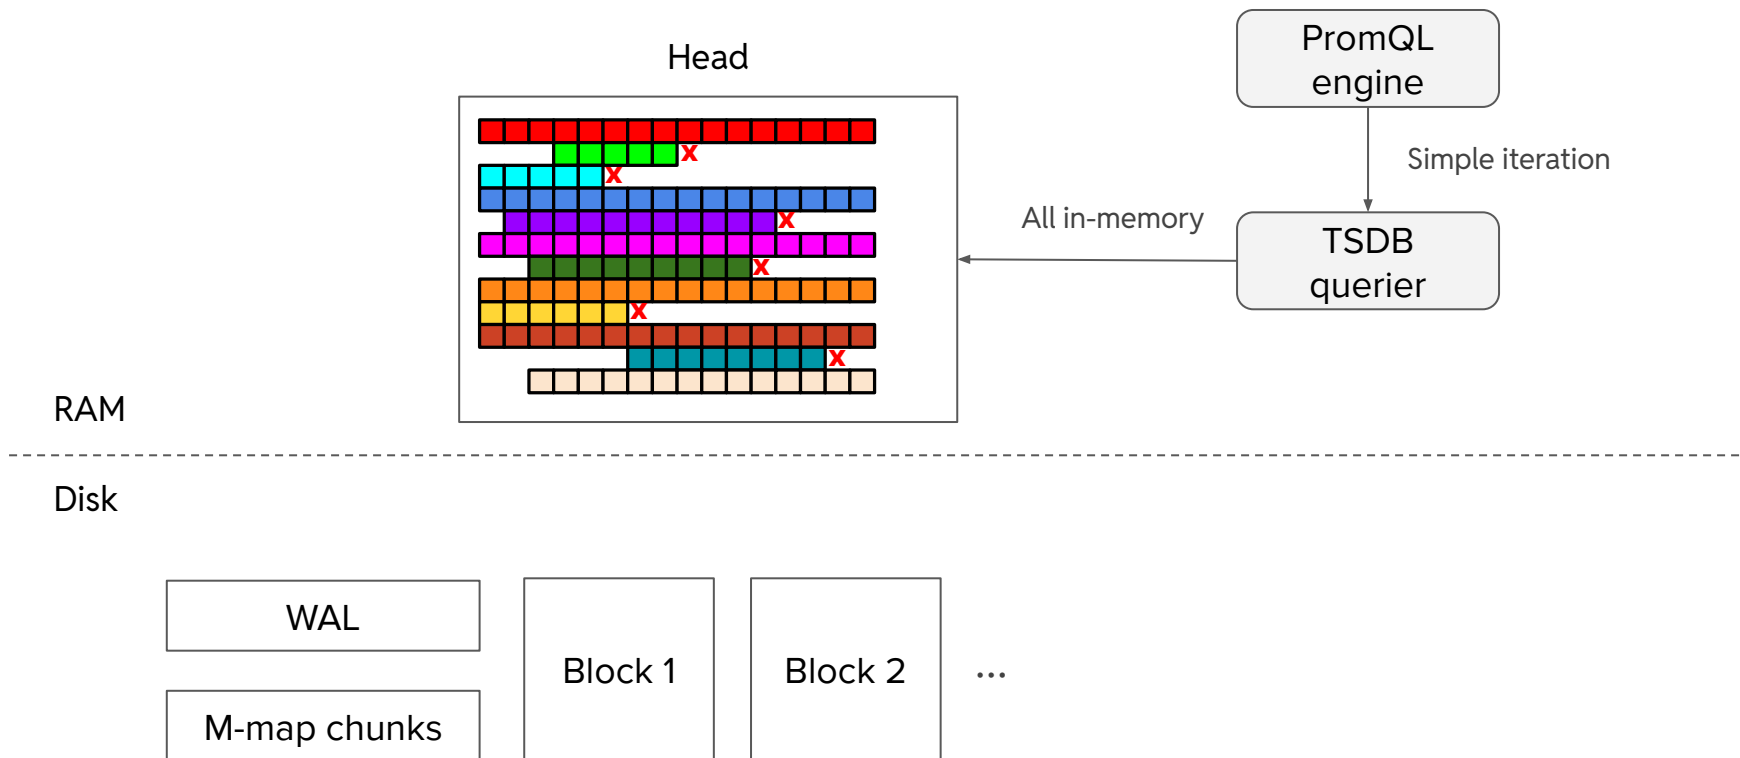 Head
PromQL
engine
Simple iteration
All in-memory
TSDB
querier
x
x
x
x
x
x
RAM
Disk
WAL
M-map chunks
Block 1
Block 2
...